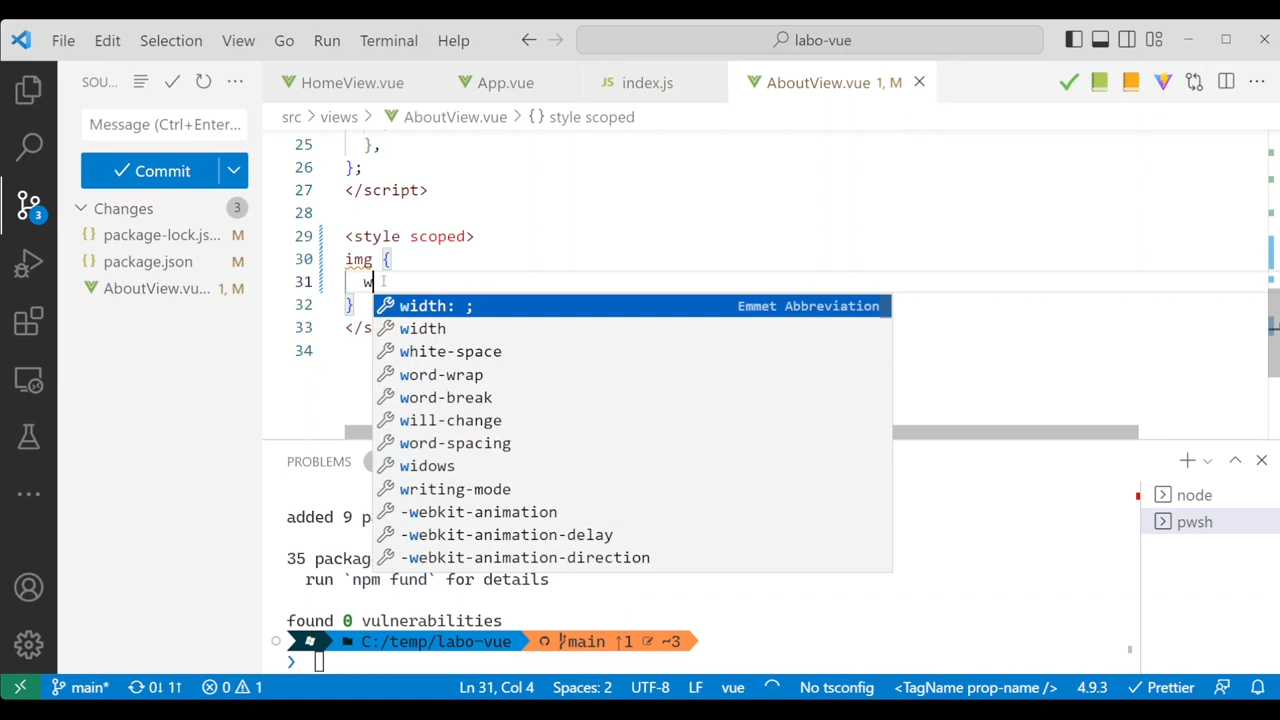 File Edit Selection View Go Run Terminal Help labo-vue
SOU... HomeView.vue App.vue JS index.js AboutView.vue 1, M
Message (Ctrl+Enter...
src > views > AboutView.vue > {} style scoped
Commit
Changes 3
{} package-lock.js... M
{} package.json M
AboutView.vu... 1, M
3
25 },
26 };
27 </script>
28
29 <style scoped>
30 img {
31 w
32 }
33 </s
34
width: ; Emmet Abbreviation
width
white-space
word-wrap
word-break
will-change
word-spacing
widows
writing-mode
-webkit-animation
-webkit-animation-delay
-webkit-animation-direction
PROBLEMS
added 9 p
35 package
run `npm fund` for details
found 0 vulnerabilities
C:/temp/labo-vue main ↑1 ~3
❯
node
pwsh
main* 0↓ 1↑ 0 1 Ln 31, Col 4 Spaces: 2 UTF-8 LF vue No tsconfig <TagName prop-name /> 4.9.3 Prettier